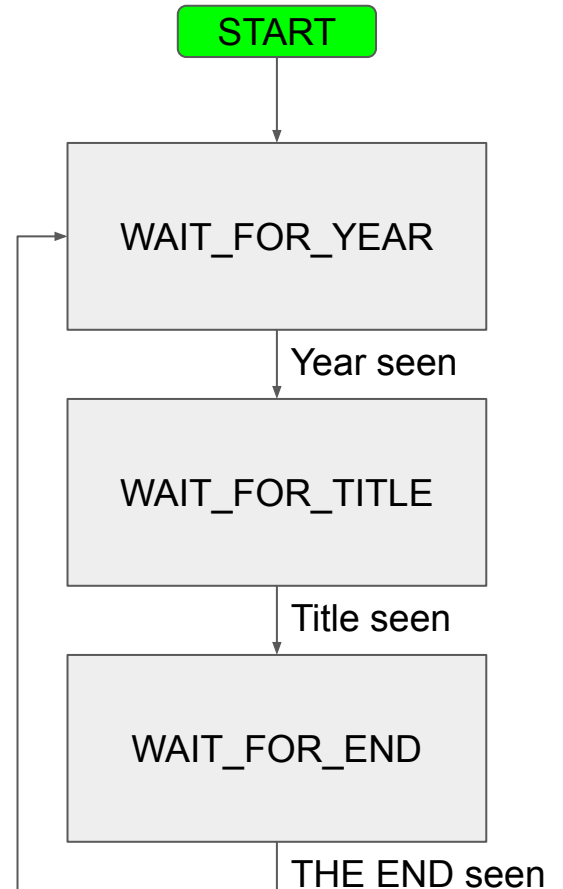 START
WAIT_FOR_YEAR
Year seen
WAIT_FOR_TITLE
Title seen
WAIT_FOR_END
THE END seen